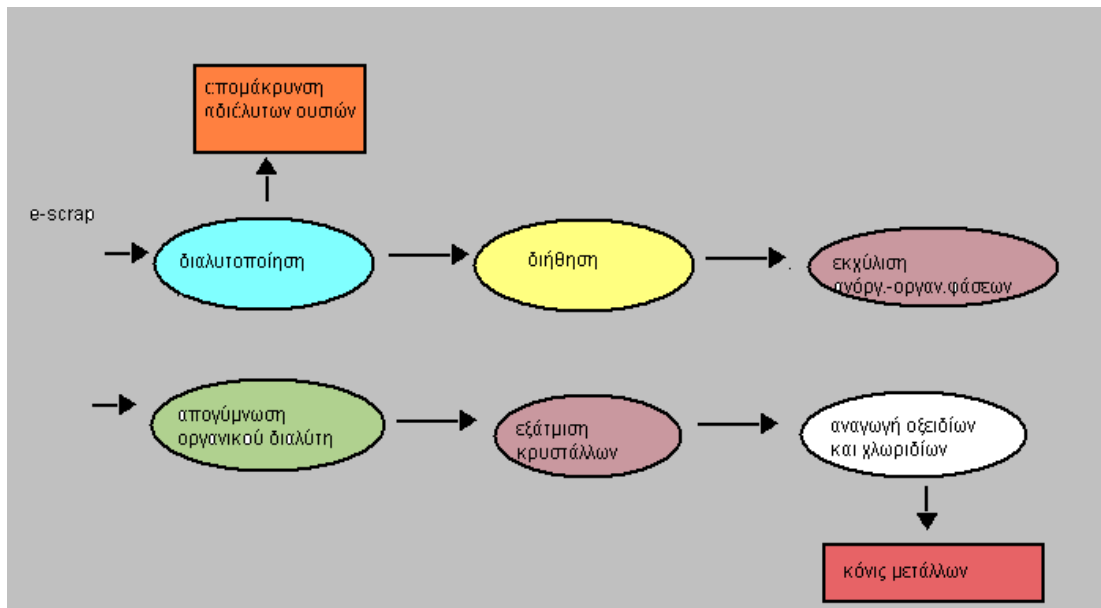 απομάκρυνση
αδιάλυτων ουσιών
e-scrap
διαλυτοποίηση
διήθηση
εκχύλιση
ανόργ.-οργαν.φάσεων
απογύμνωση
οργανικού διαλύτη
εξάτμιση
κρυστάλλων
αναγωγή οξειδίων
και χλωριδίων
κόνις μετάλλων